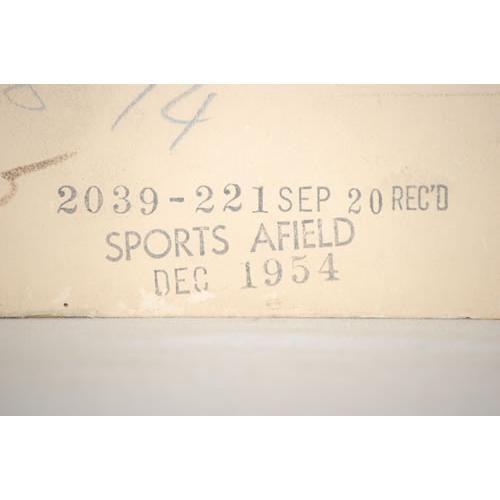 14
2039-221 SEP 20 REC'D
SPORTS AFIELD
DEC 1954